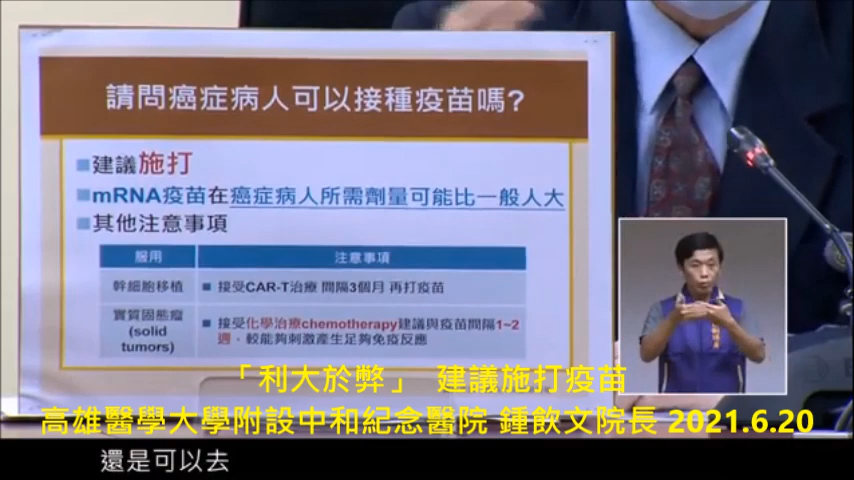 請問癌症病人可以接種疫苗嗎?
■建議施打
■mRNA疫苗在癌症病人所需劑量可能比一般人大
■其他注意事項
服用 注意事項
幹細胞移植 ■接受CAR-T治療 間隔3個月 再打疫苗
實質固態瘤 (solid tumors) ■接受化學治療chemotherapy建議與疫苗間隔1~2週，較能夠刺激產生足夠免疫反應
「利大於弊」 建議施打疫苗
高雄醫學大學附設中和紀念醫院 鍾飲文院長 2021.6.20
還是可以去